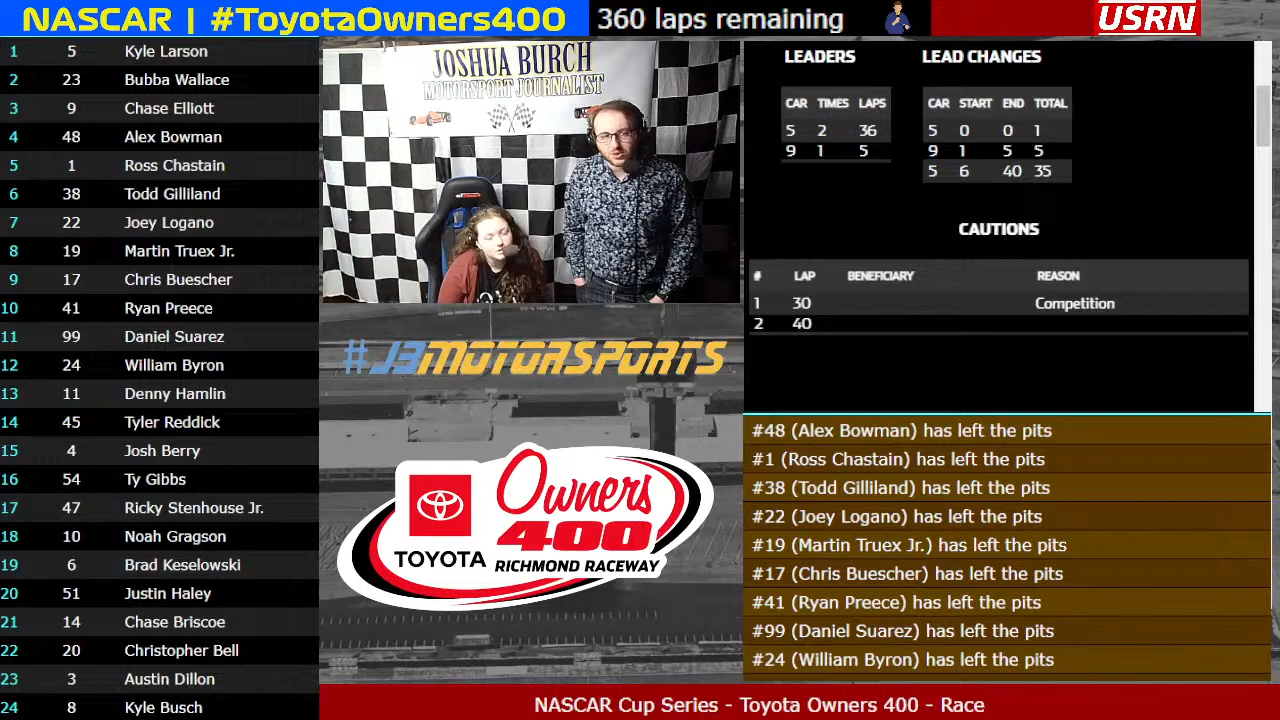 NASCAR | #ToyotaOwners400
360 laps remaining
USRN
1 5 Kyle Larson
2 23 Bubba Wallace
3 9 Chase Elliott
4 48 Alex Bowman
5 1 Ross Chastain
6 38 Todd Gilliland
7 22 Joey Logano
8 19 Martin Truex Jr.
9 17 Chris Buescher
10 41 Ryan Preece
11 99 Daniel Suarez
12 24 William Byron
13 11 Denny Hamlin
14 45 Tyler Reddick
15 4 Josh Berry
16 54 Ty Gibbs
17 47 Ricky Stenhouse Jr.
18 10 Noah Gragson
19 6 Brad Keselowski
20 51 Justin Haley
21 14 Chase Briscoe
22 20 Christopher Bell
23 3 Austin Dillon
24 8 Kyle Busch
JOSHUA BURCH
MOTORSPORT JOURNALIST
#JBMOTORSPORTS
Owners
400
TOYOTA
RICHMOND RACEWAY
LEADERS
CAR TIMES LAPS
5 2 36
9 1 5
LEAD CHANGES
CAR START END TOTAL
5 0 0 1
9 1 5 5
5 6 40 35
CAUTIONS
# LAP BENEFICIARY REASON
1 30 Competition
2 40
#48 (Alex Bowman) has left the pits
#1 (Ross Chastain) has left the pits
#38 (Todd Gilliland) has left the pits
#22 (Joey Logano) has left the pits
#19 (Martin Truex Jr.) has left the pits
#17 (Chris Buescher) has left the pits
#41 (Ryan Preece) has left the pits
#99 (Daniel Suarez) has left the pits
#24 (William Byron) has left the pits
NASCAR Cup Series - Toyota Owners 400 - Race